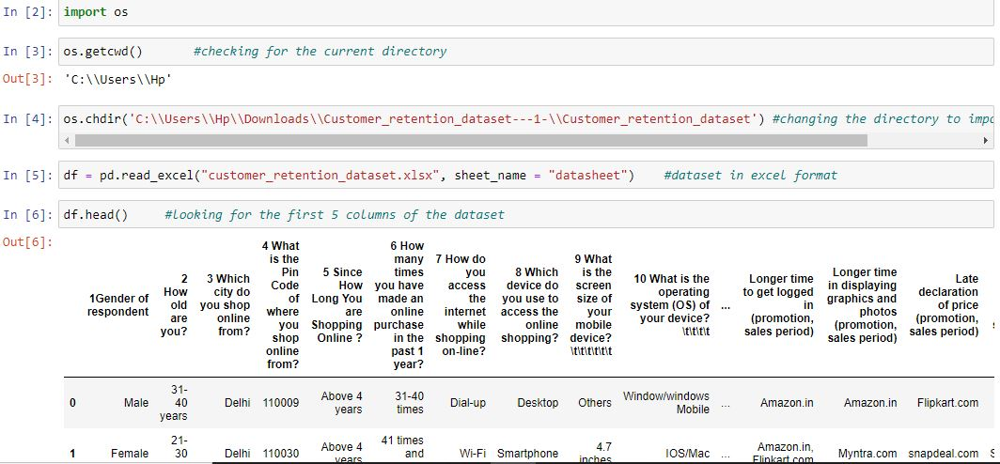 In [2]: import os
In [3]: os.getcwd() #checking for the current directory
Out[3]: 'C:\\Users\\Hp'
In [4]: os.chdir('C:\\Users\\Hp\\Downloads\\Customer_retention_dataset---1-\\Customer_retention_dataset') #changing the directory to impo
In [5]: df = pd.read_excel("customer_retention_dataset.xlsx", sheet_name = "datasheet") #dataset in excel format
In [6]: df.head() #looking for the first 5 columns of the dataset
Out[6]:
1Gender of
respondent
2
How
old
are
you?
3 Which
city do
you shop
online
from?
4 What
is the
Pin
Code
of
where
you
shop
online
from?
5 Since
How
Long You
are
Shopping
Online ?
6 How
many
times
you have
made an
online
purchase
in the
past 1
year?
7 How do
you
access
the
internet
while
shopping
on-line?
8 Which
device do
you use to
access the
online
shopping?
9 What
is the
screen
size of
your
mobile
device?
\t\t\t\t\t\t
10 What is the
operating
system (OS) of
your device?
\t\t\t\t
...
Longer time
to get logged
in
(promotion,
sales period)
Longer time
in displaying
graphics and
photos
(promotion,
sales period)
Late
declaration
of price
(promotion,
sales period)
0 Male 31-
40
years Delhi 110009 Above 4
years 31-40
times Dial-up Desktop Others Window/windows
Mobile ... Amazon.in Amazon.in Flipkart.com
1 Female 21-
30 Delhi 110030 Above 4
years 41 times
and Wi-Fi Smartphone 4.7
inches IOS/Mac ... Amazon.in,
Flipkart.com Myntra.com snapdeal.com